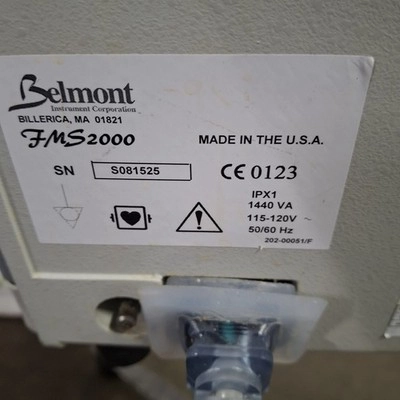 Belmont
Instrument Corporation
BILLERICA, MA 01821
FMS2000
MADE IN THE U.S.A.
SN S081525
CE 0123
IPX1
1440 VA
115-120V ~
50/60 Hz
202-00051/F